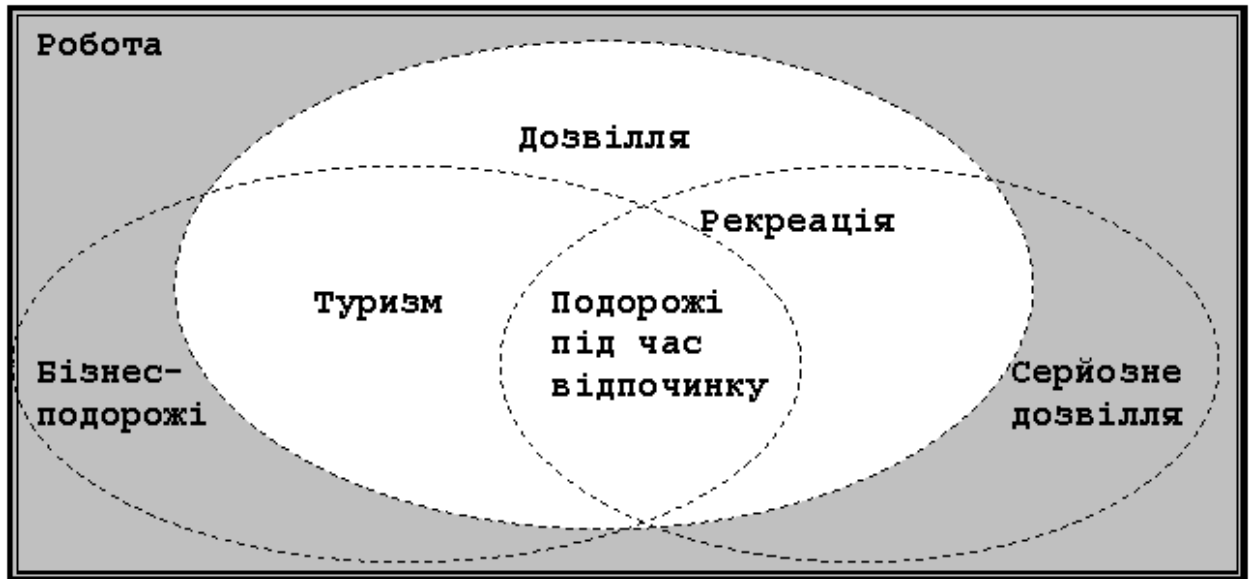 Робота
Дозвілля
Рекреація
Туризм
Подорожі
під час
відпочинку
Бізнес-
подорожі
Серйозне
дозвілля